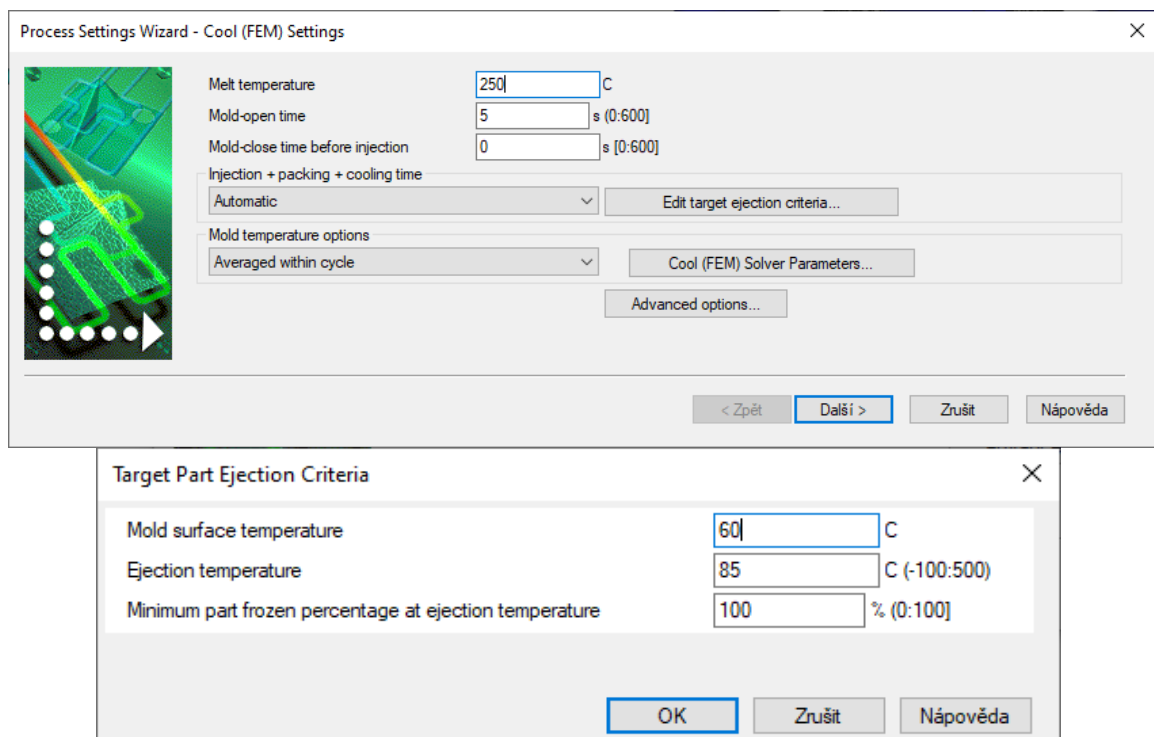 Process Settings Wizard - Cool (FEM) Settings
Melt temperature 250 C
Mold-open time 5 s (0:600]
Mold-close time before injection 0 s [0:600]
Injection + packing + cooling time
Automatic Edit target ejection criteria...
Mold temperature options
Averaged within cycle Cool (FEM) Solver Parameters...
Advanced options...
< Zpět Další > Zrušit Nápověda
Target Part Ejection Criteria
Mold surface temperature 60 C
Ejection temperature 85 C (-100:500)
Minimum part frozen percentage at ejection temperature 100 % (0:100]
OK Zrušit Nápověda